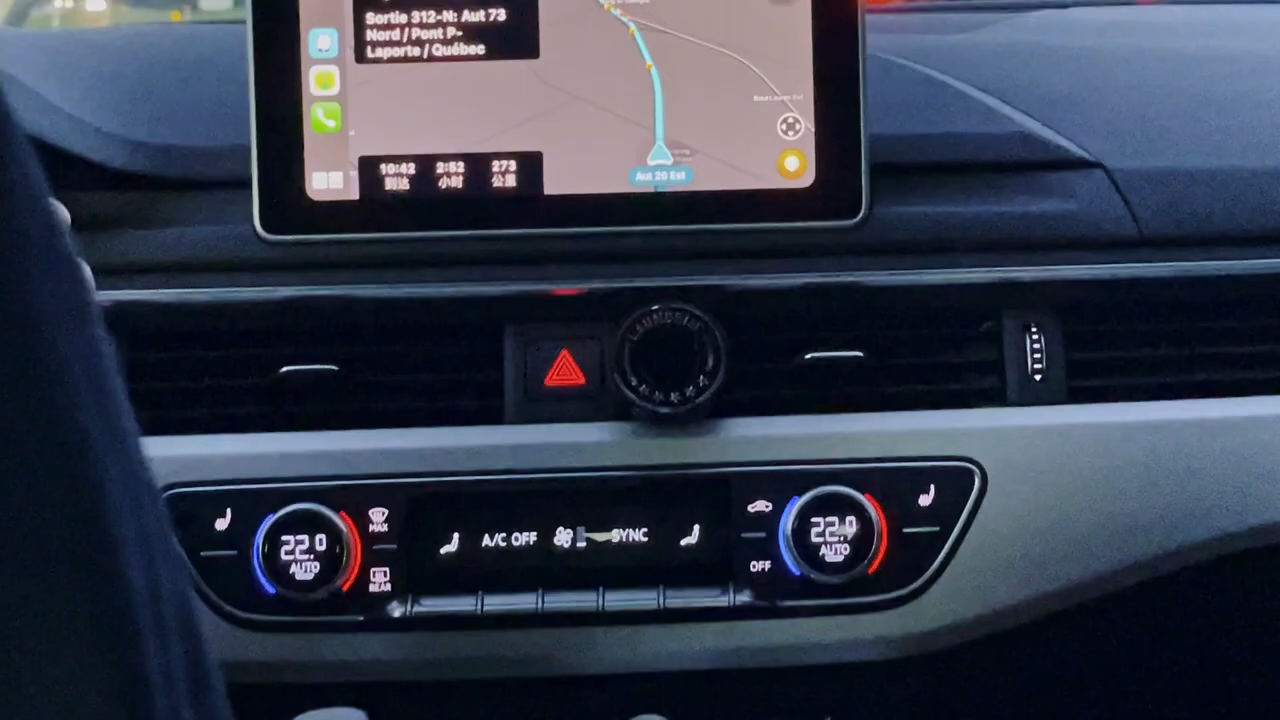 Sortie 312-N: Aut 73
Nord / Pont P-
Laporte / Québec
10:42 2:52 273
到达 小时 公里
Aut 20 Est
22.0
AUTO
MAX
REAR
A/C OFF
SYNC
OFF
22.0
AUTO